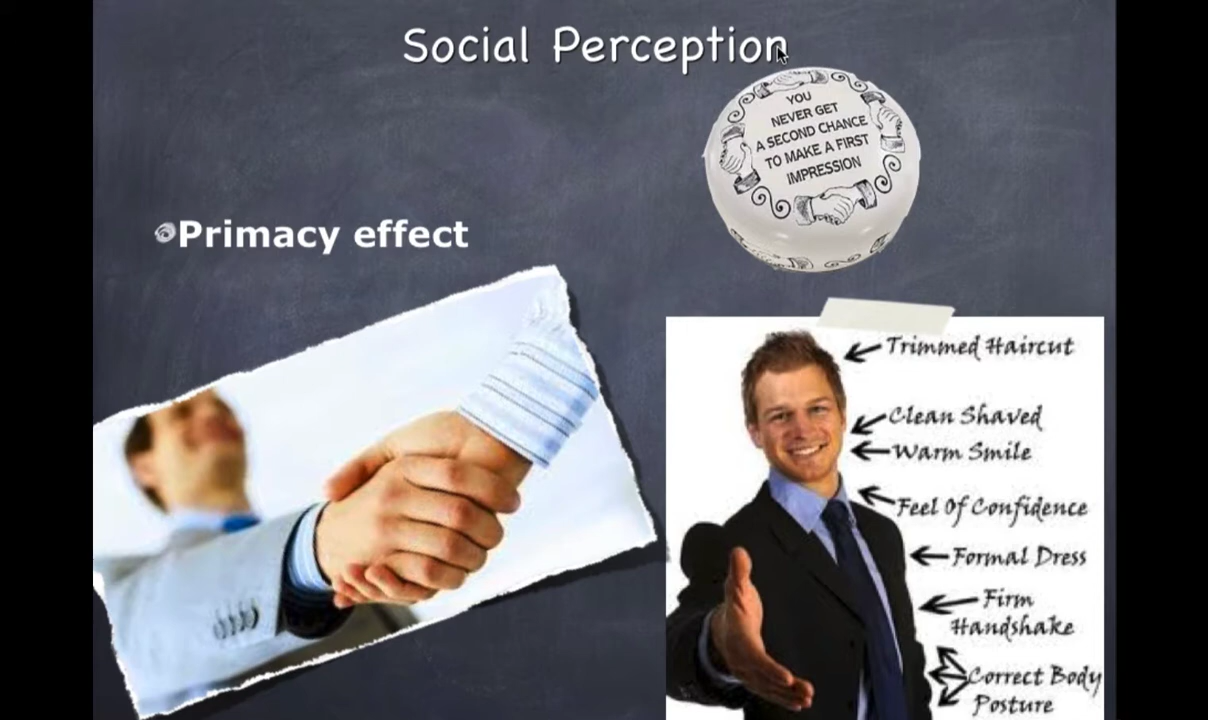 Social Perception
YOU
NEVER GET
A SECOND CHANCE
TO MAKE A FIRST
IMPRESSION
Primacy effect
Trimmed Haircut
Clean Shaved
Warm Smile
Feel Of Confidence
Formal Dress
Firm
Handshake
Correct Body
Posture